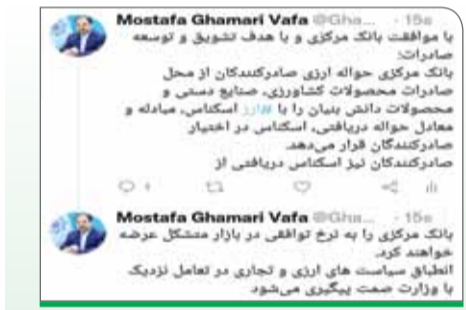 Mostafa Ghamari Vafa @Gha... · 15s
با موافقت بانک مرکزی و با هدف تشویق و توسعه
صادرات:
بانک مرکزی حواله ارزی صادرکنندگان از محل
صادرات محصولات کشاورزی، صنایع دستی و
محصولات دانش بنیان را با #ارز اسکناس، مبادله و
معادل حواله دریافتی، اسکناس در اختیار
صادرکنندگان قرار می‌دهد.
صادرکنندگان نیز اسکناس دریافتی از
Mostafa Ghamari Vafa @Gha... · 15s
بانک مرکزی را به نرخ توافقی در بازار متشکل عرضه
خواهند کرد.
انطباق سیاست های ارزی و تجاری در تعامل نزدیک
با وزارت صمت پیگیری می‌شود